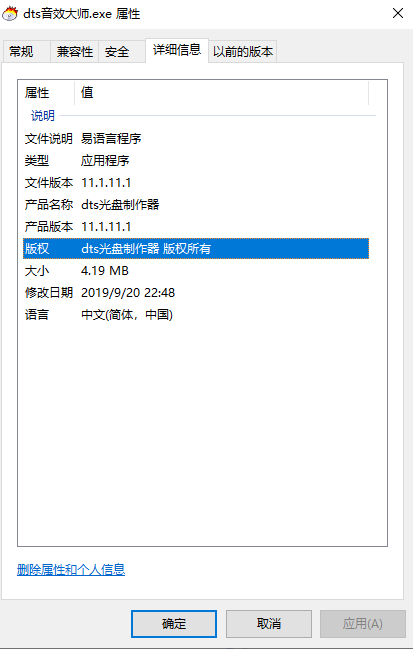 dts音效大师.exe 属性
常规 兼容性 安全 详细信息 以前的版本
属性 值
说明
文件说明 易语言程序
类型 应用程序
文件版本 11.1.11.1
产品名称 dts光盘制作器
产品版本 11.1.11.1
版权 dts光盘制作器 版权所有
大小 4.19 MB
修改日期 2019/9/20 22:48
语言 中文(简体，中国)
删除属性和个人信息
确定 取消 应用(A)